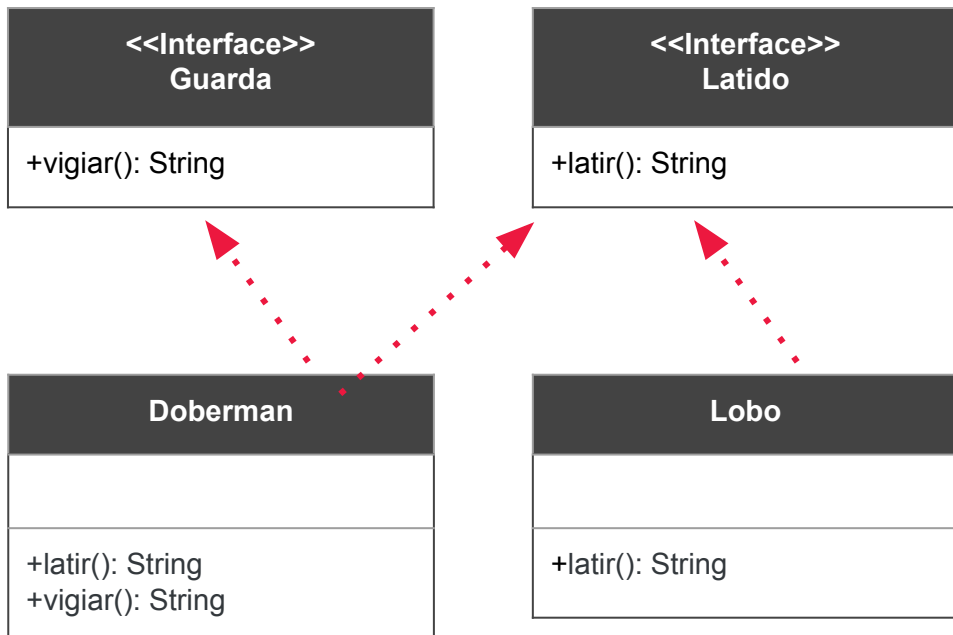 <<Interface>>
Guarda
+vigiar(): String
<<Interface>>
Latido
+latir(): String
Doberman
+latir(): String
+vigiar(): String
Lobo
+latir(): String